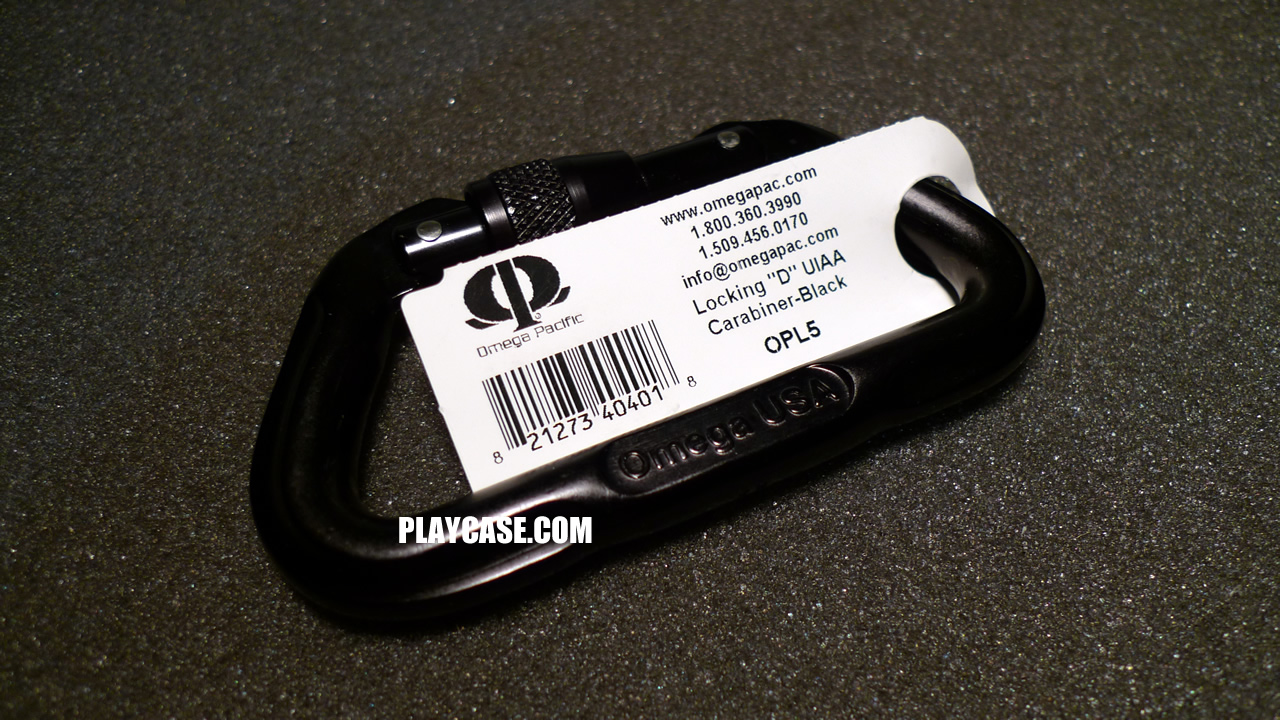 www.omegapac.com
1.800.360.3990
1.509.456.0170
info@omegapac.com
Locking "D" UIAA
Carabiner-Black
OPL5
Omega Pacific
8 21273 40401 8
Omega USA
PLAYCASE.COM